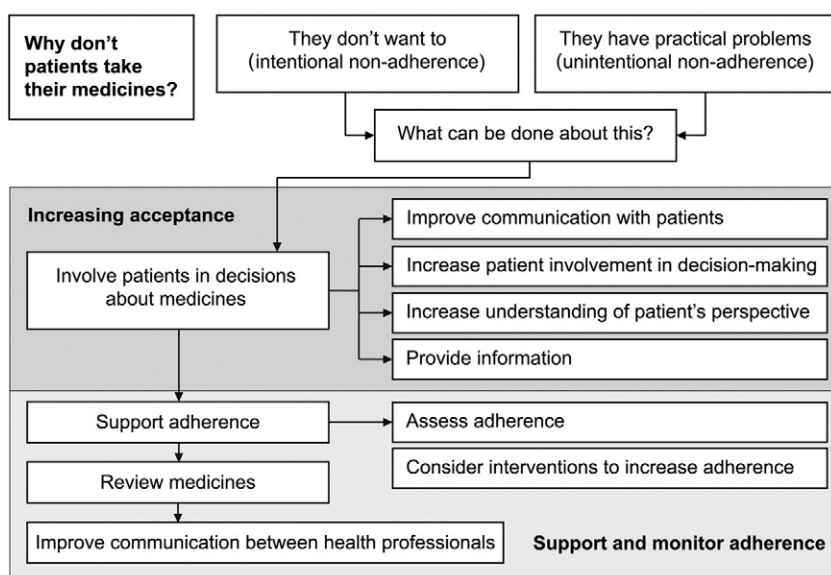 Why don't
patients take
their medicines?
They don't want to
(intentional non-adherence)
They have practical problems
(unintentional non-adherence)
What can be done about this?
Increasing acceptance
Involve patients in decisions
about medicines
Improve communication with patients
Increase patient involvement in decision-making
Increase understanding of patient's perspective
Provide information
Support adherence
Assess adherence
Consider interventions to increase adherence
Review medicines
Improve communication between health professionals
Support and monitor adherence